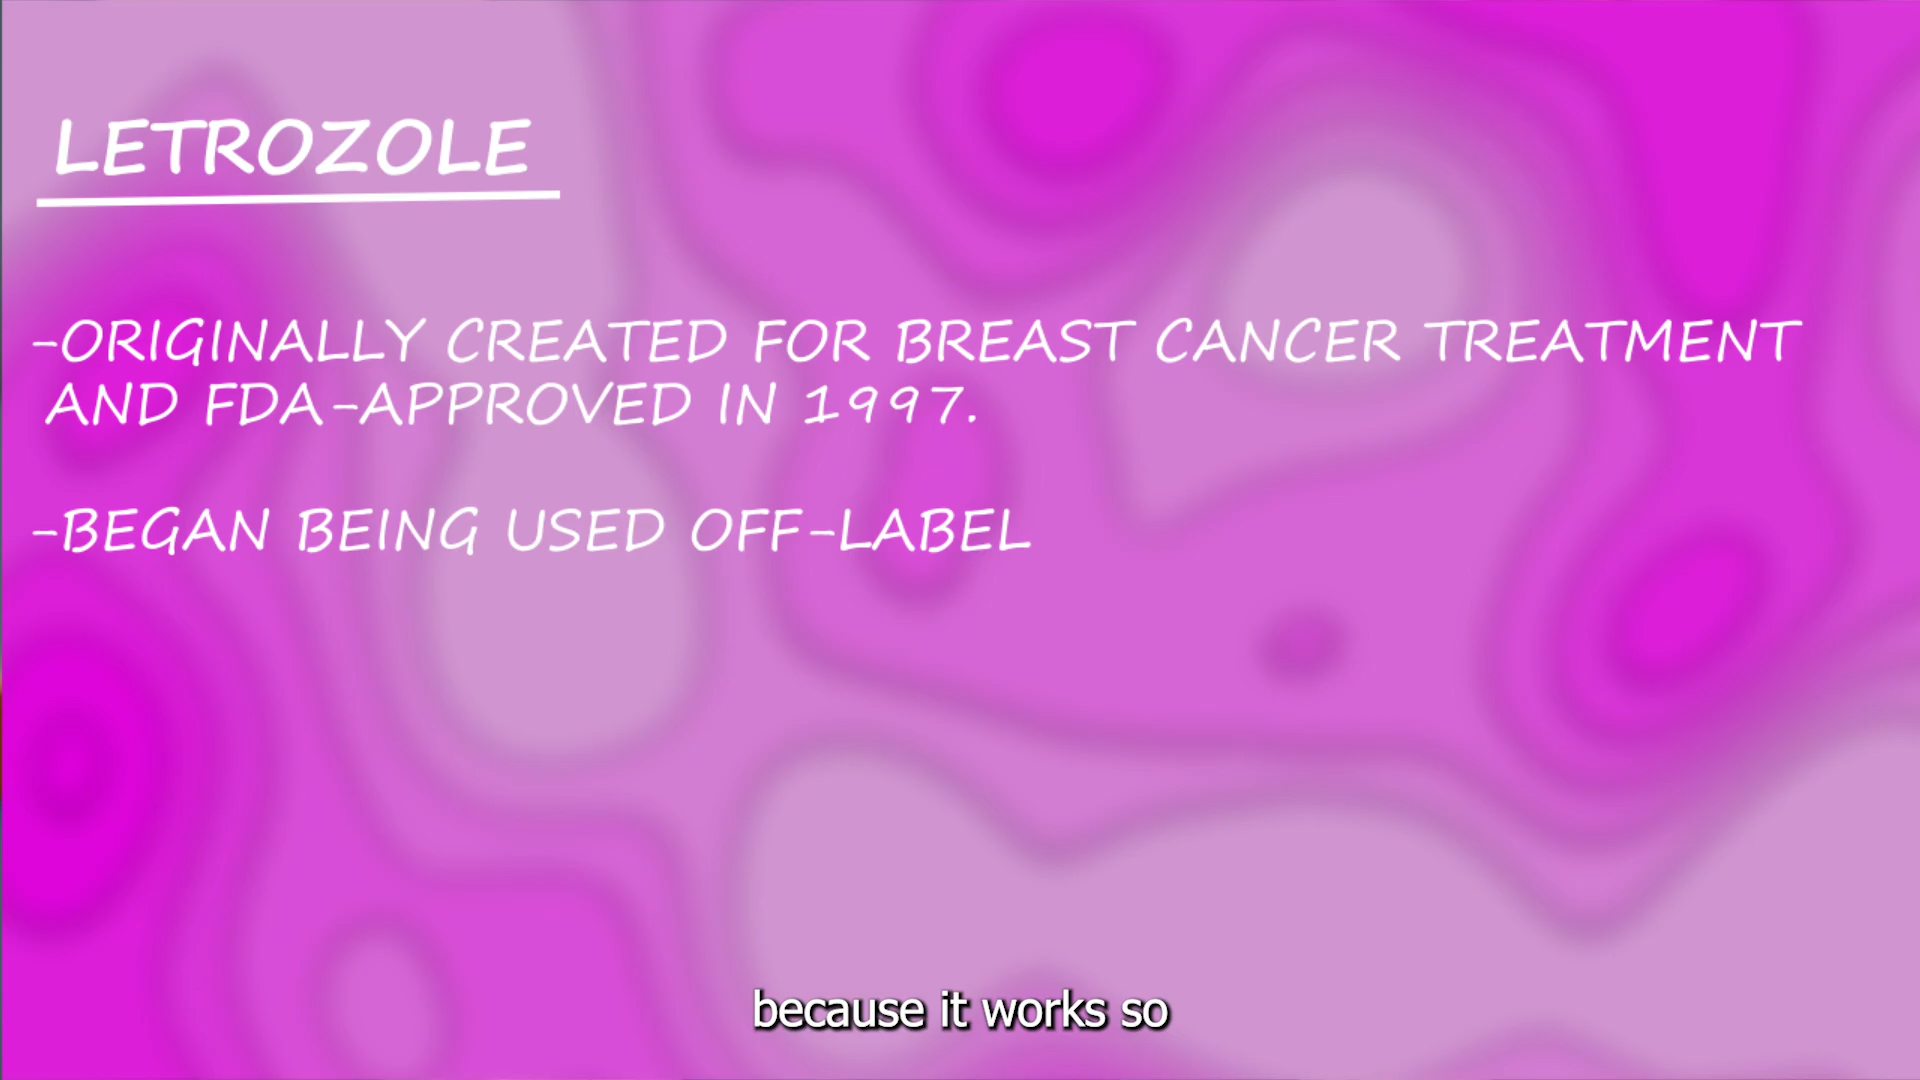 LETROZOLE
-ORIGINALLY CREATED FOR BREAST CANCER TREATMENT
AND FDA-APPROVED IN 1997.
-BEGAN BEING USED OFF-LABEL
because it works so